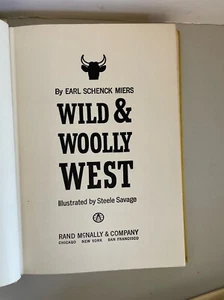 By EARL SCHENCK MIERS
WILD &
WOOLLY
WEST
Illustrated by Steele Savage
RAND McNALLY & COMPANY
CHICAGO NEW YORK SAN FRANCISCO